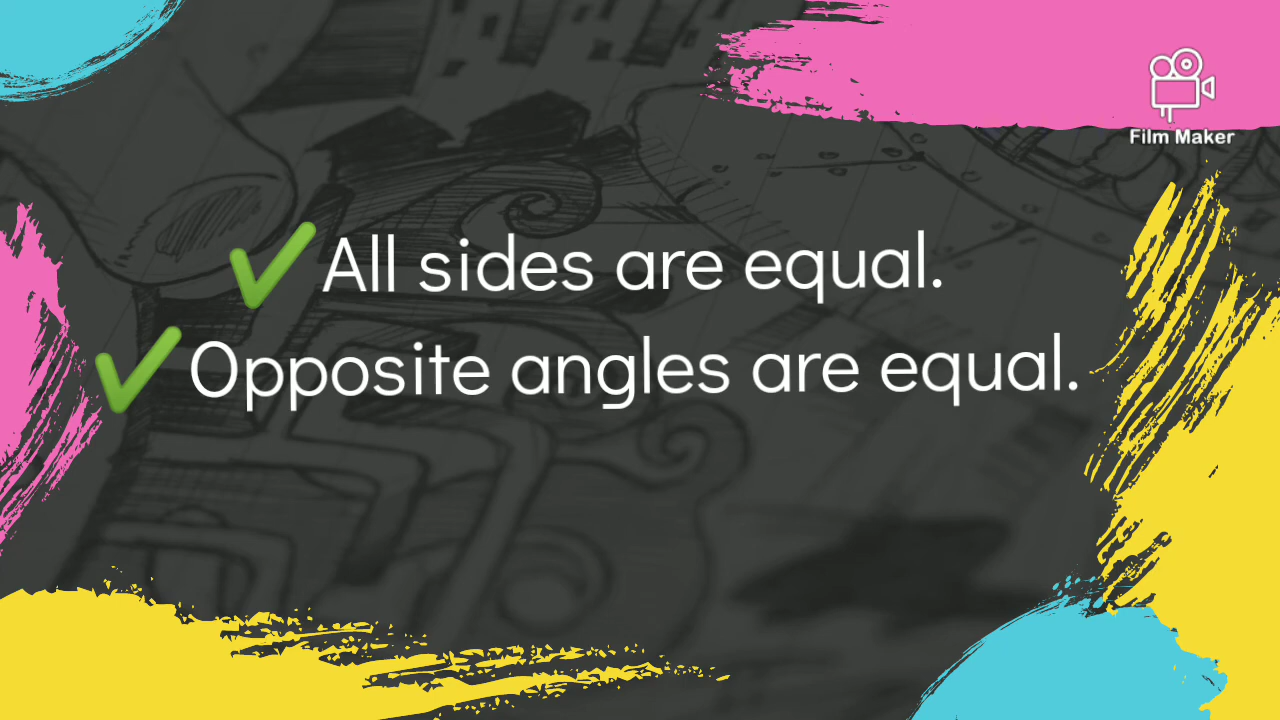 Film Maker
✔All sides are equal.
✔Opposite angles are equal.